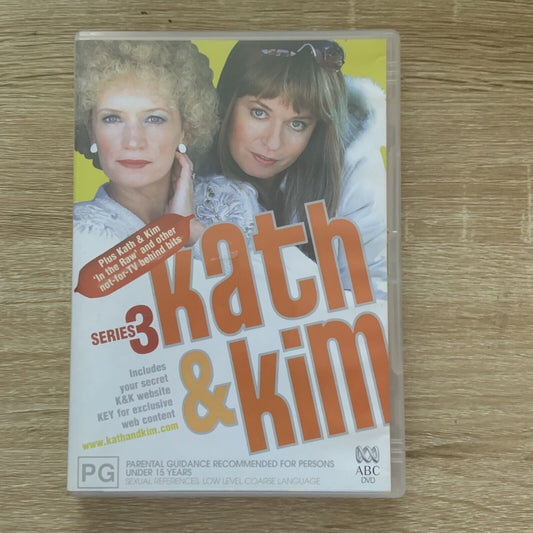 Plus Kath & Kim
'In the Raw' and other
not-for-TV behind bits
kath
& kim
SERIES 3
Includes
your secret
K&K website
KEY for exclusive
web content
www.kathandkim.com
PG
PARENTAL GUIDANCE RECOMMENDED FOR PERSONS
UNDER 15 YEARS
SEXUAL REFERENCES, LOW LEVEL COARSE LANGUAGE
ABC
DVD